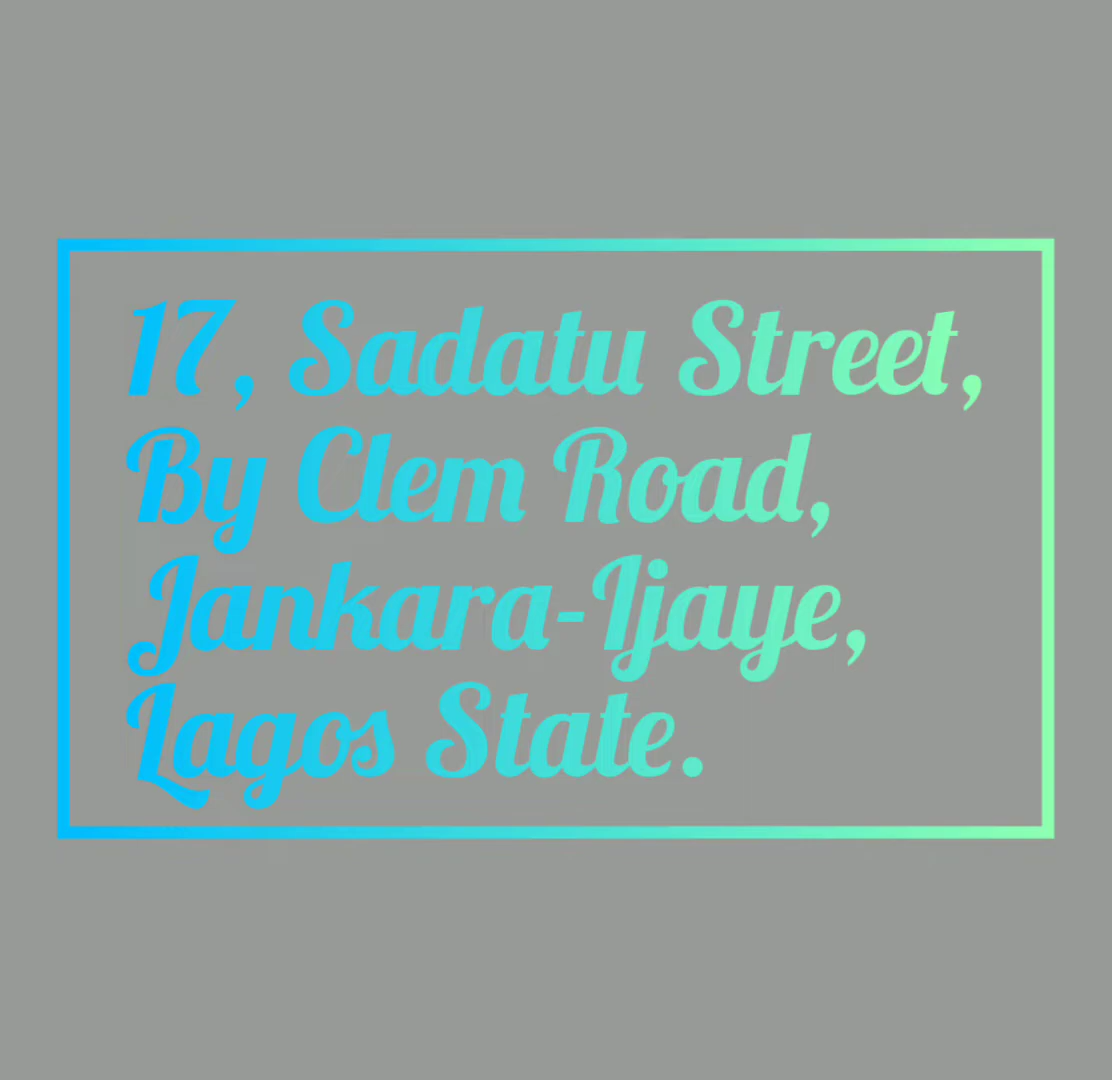 17, Sadatu Street,
By Clem Road,
Jankara-Ijaye,
Lagos State.